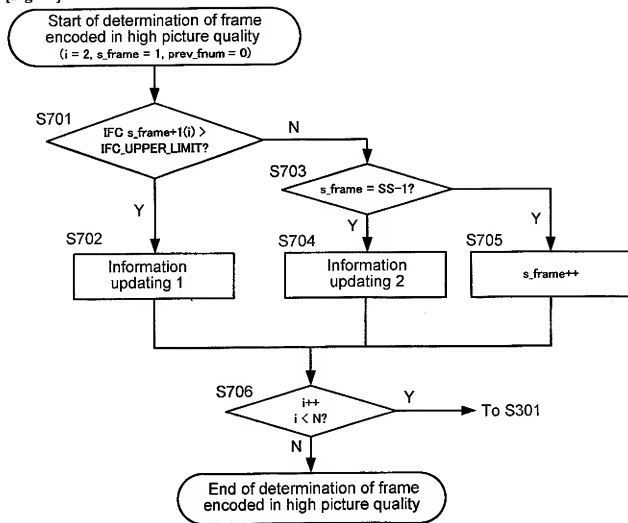 Start of determination of frame
encoded in high picture quality
(i = 2, s_frame = 1, prev_fnum = 0)
S701
IFC s_frame+1(i) >
IFC_UPPER_LIMIT?
N
Y
S703
s_frame = SS-1?
Y
Y
S702
Information
updating 1
S704
Information
updating 2
S705
s_frame++
S706
i++
i < N?
Y
To S301
N
End of determination of frame
encoded in high picture quality